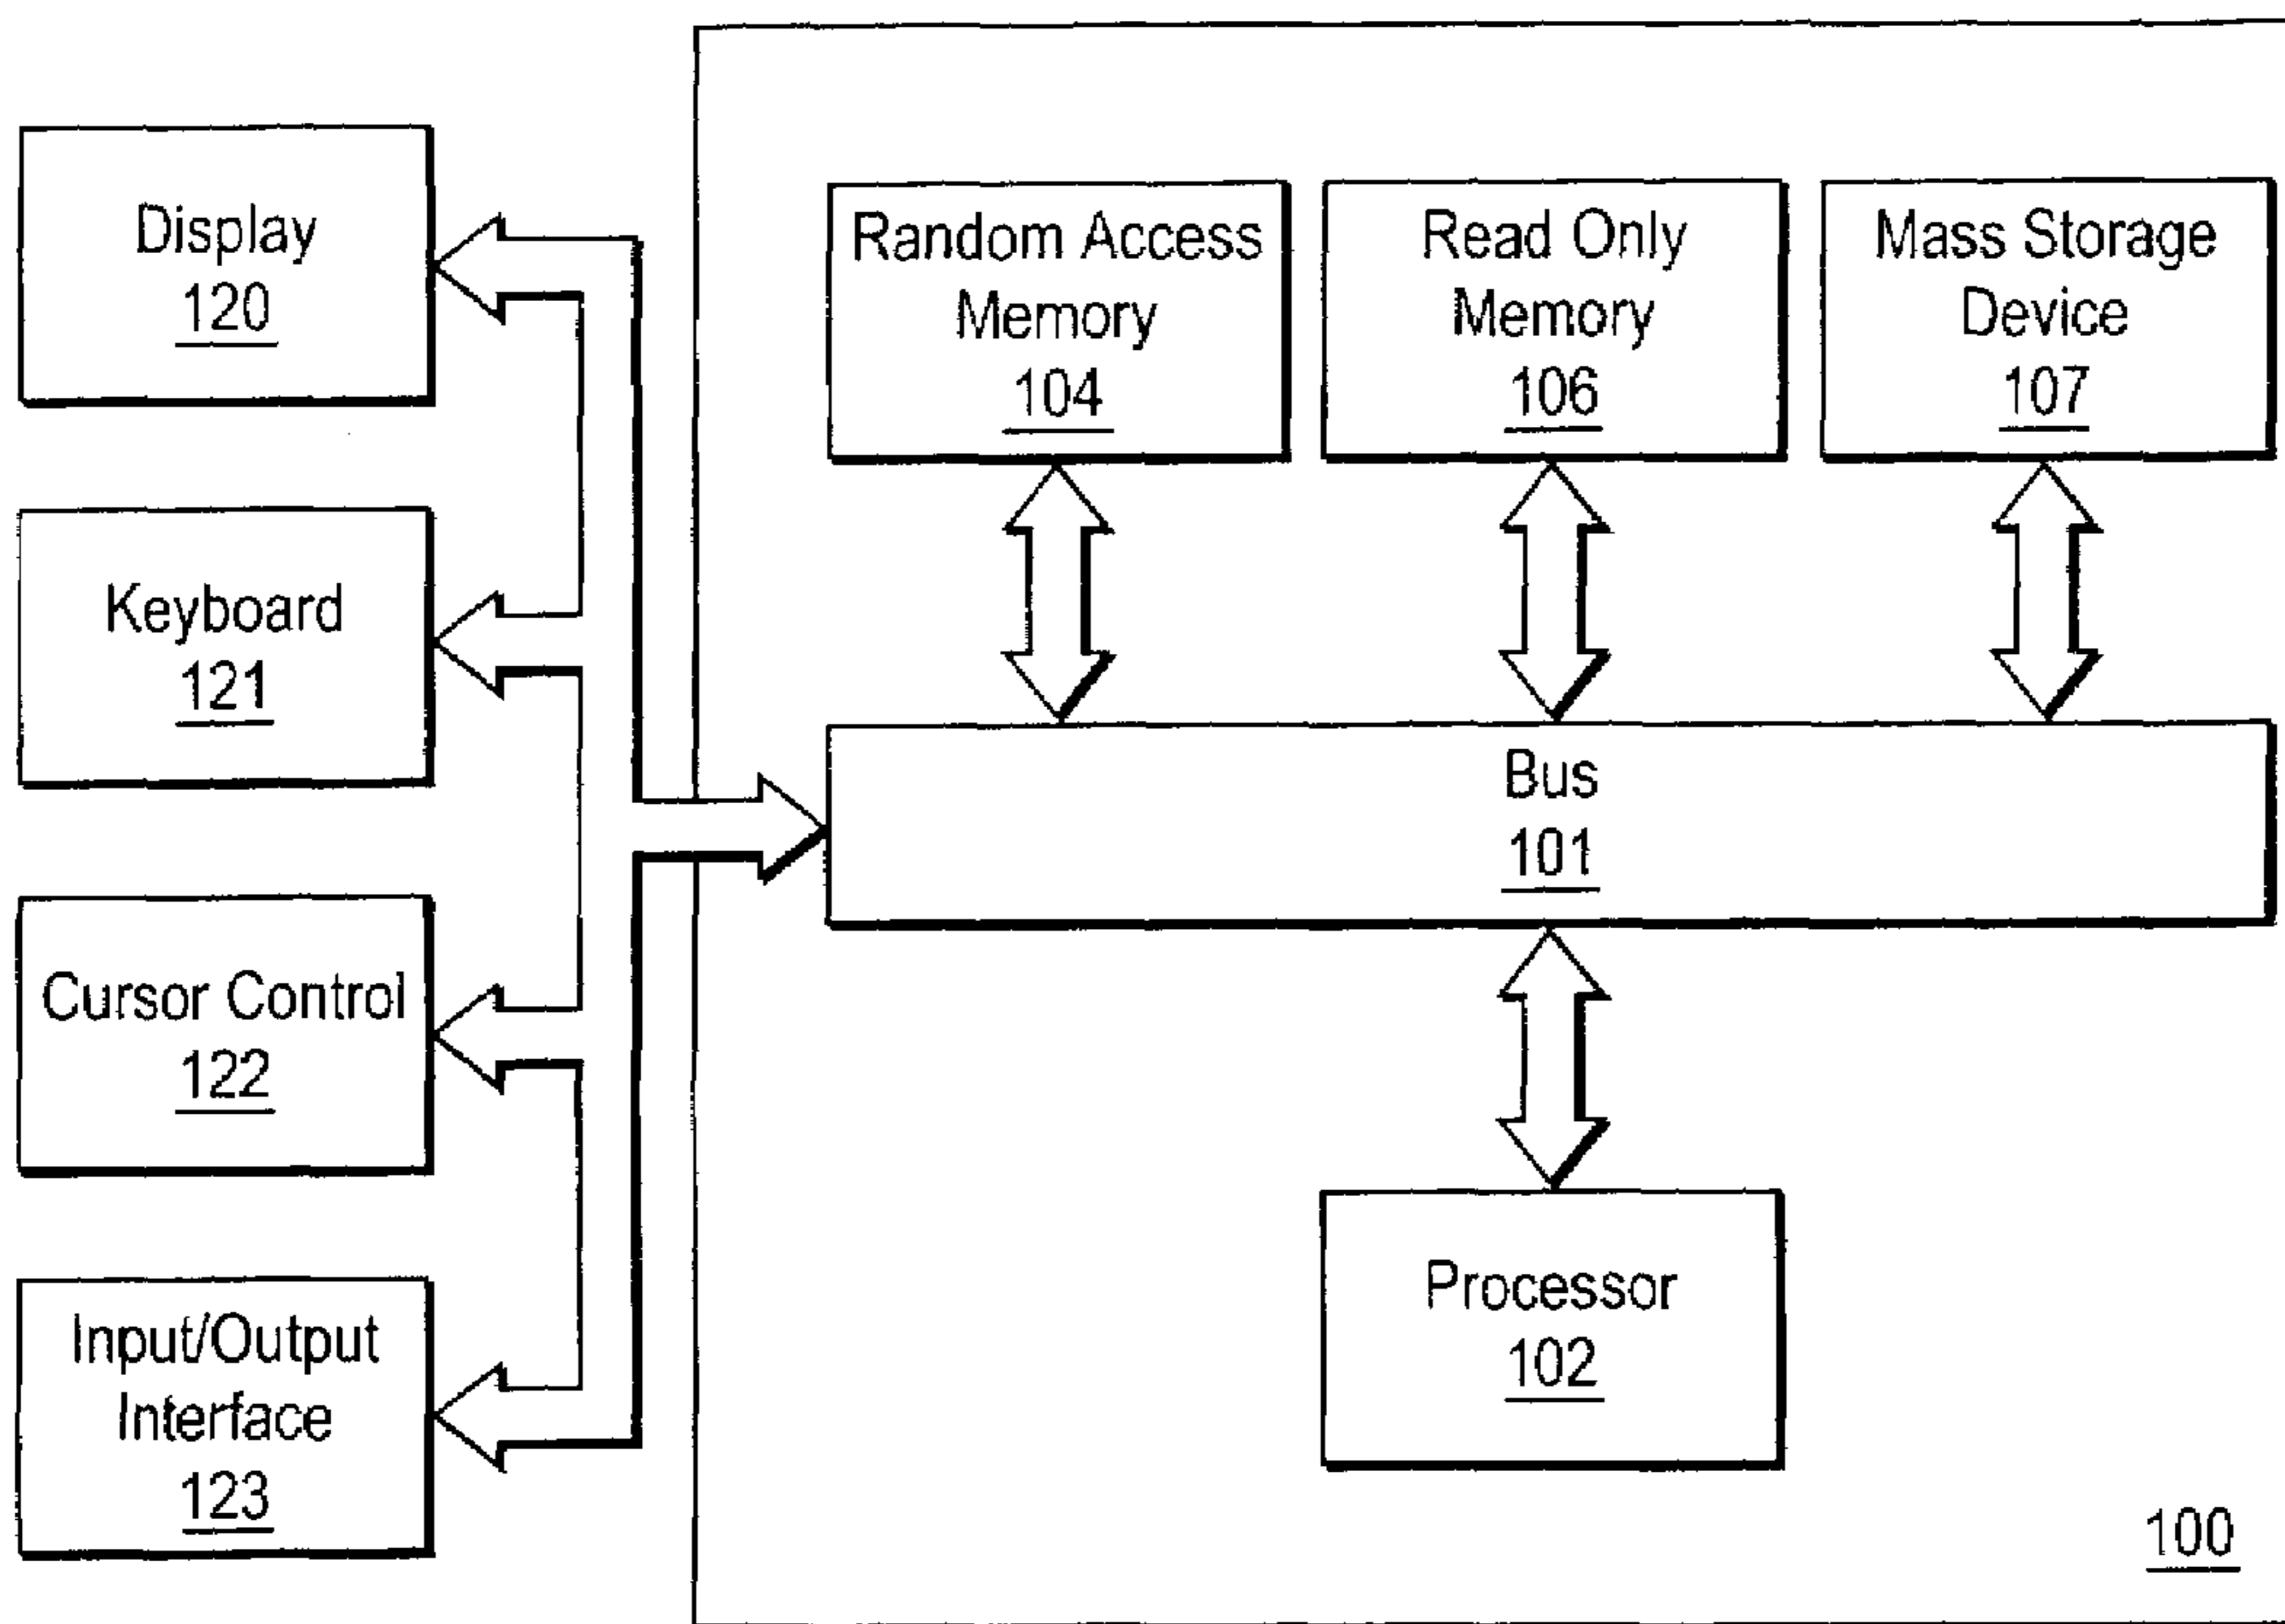 Display
120
Keyboard
121
Cursor Control
122
Input/Output
Interface
123
Random Access
Memory
104
Read Only
Memory
106
Mass Storage
Device
107
Bus
101
Processor
102
100